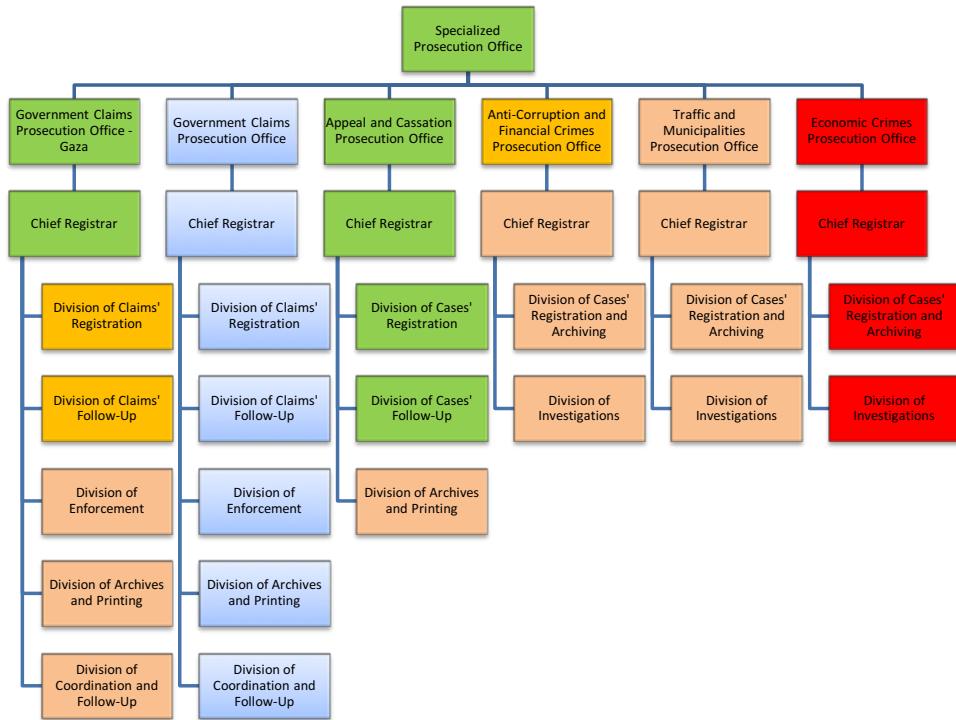 Specialized
Prosecution Office
Government Claims
Prosecution Office -
Gaza
Government Claims
Prosecution Office
Appeal and Cassation
Prosecution Office
Anti-Corruption and
Financial Crimes
Prosecution Office
Traffic and
Municipalities
Prosecution Office
Economic Crimes
Prosecution Office
Chief Registrar
Chief Registrar
Chief Registrar
Chief Registrar
Chief Registrar
Chief Registrar
Division of Claims'
Registration
Division of Claims'
Registration
Division of Cases'
Registration
Division of Cases'
Registration and
Archiving
Division of Cases'
Registration and
Archiving
Division of Cases'
Registration and
Archiving
Division of Claims'
Follow-Up
Division of Claims'
Follow-Up
Division of Cases'
Follow-Up
Division of
Investigations
Division of
Investigations
Division of
Investigations
Division of
Enforcement
Division of
Enforcement
Division of Archives
and Printing
Division of Archives
and Printing
Division of Archives
and Printing
Division of
Coordination and
Follow-Up
Division of
Coordination and
Follow-Up